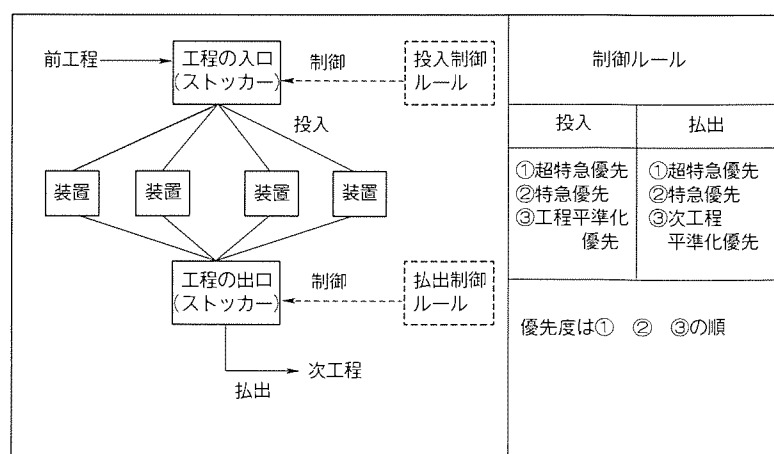 前工程
工程の入口
(ストッカー)
制御
投入制御
ルール
投入
装置
装置
装置
装置
工程の出口
(ストッカー)
制御
払出制御
ルール
払出
次工程
制御ルール
投入
払出
①超特急優先
②特急優先
③工程平準化
優先
①超特急優先
②特急優先
③次工程
平準化優先
優先度は① ② ③の順